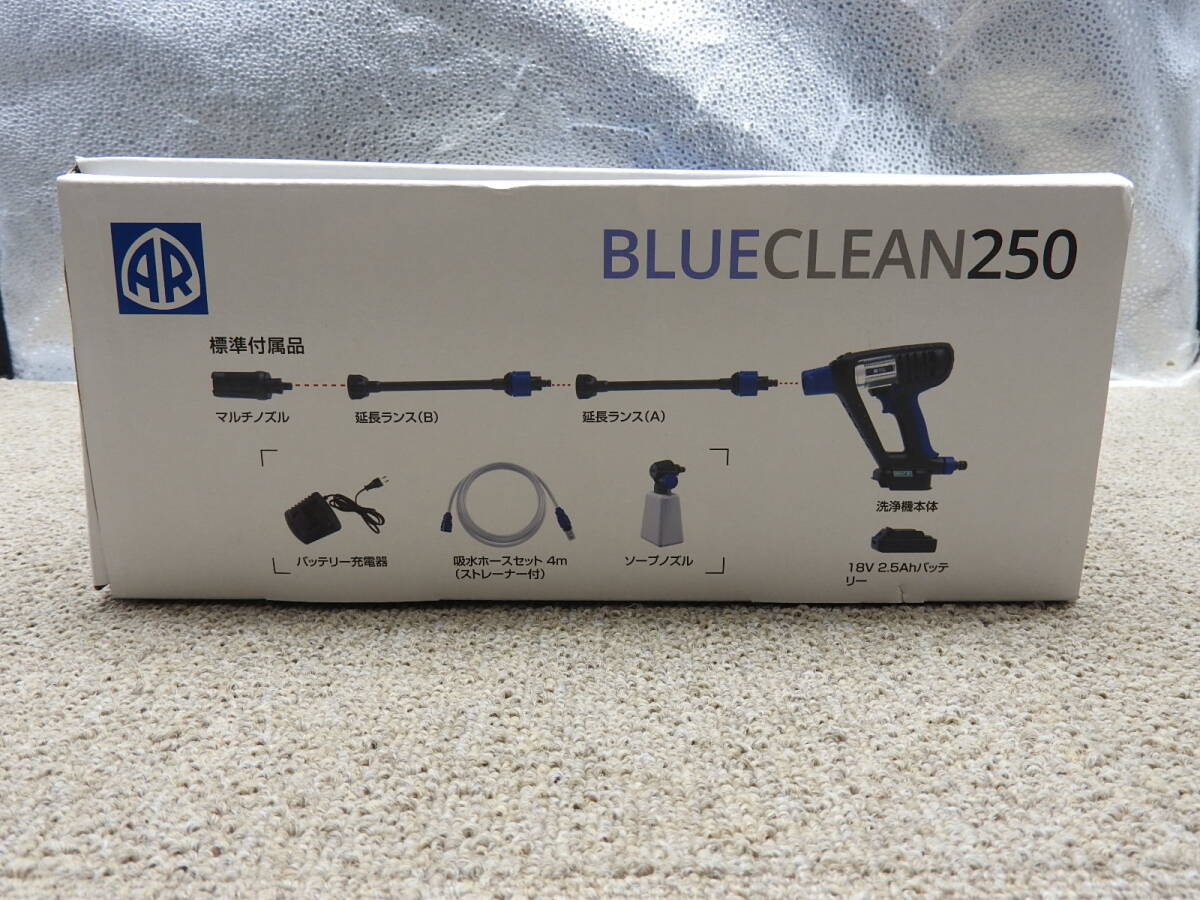 AR
BLUECLEAN250
標準付属品
マルチノズル
延長ランス(B)
延長ランス(A)
洗浄機本体
バッテリー充電器
吸水ホースセット 4m
(ストレーナー付)
ソープノズル
18V 2.5Ahバッテ
リー